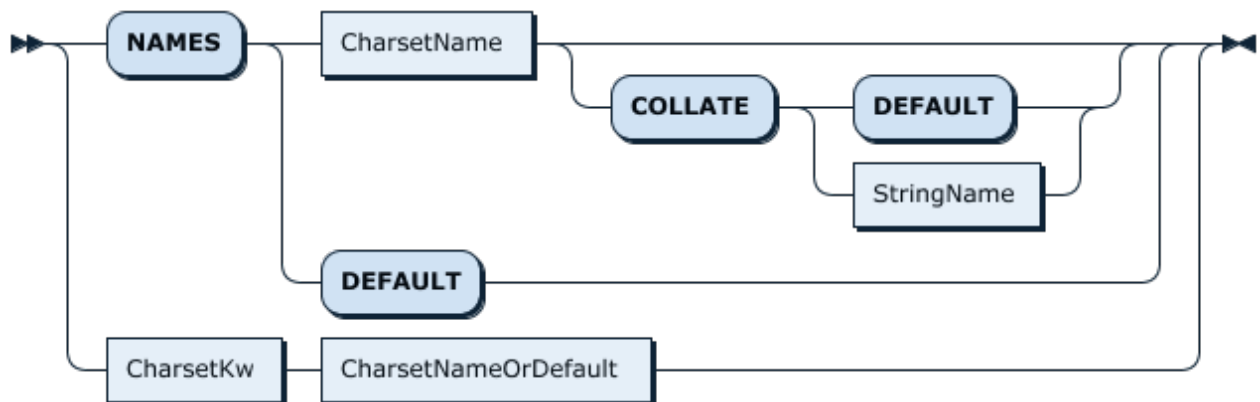 NAMES CharsetName
COLLATE DEFAULT
StringName
DEFAULT
CharsetKw CharsetNameOrDefault